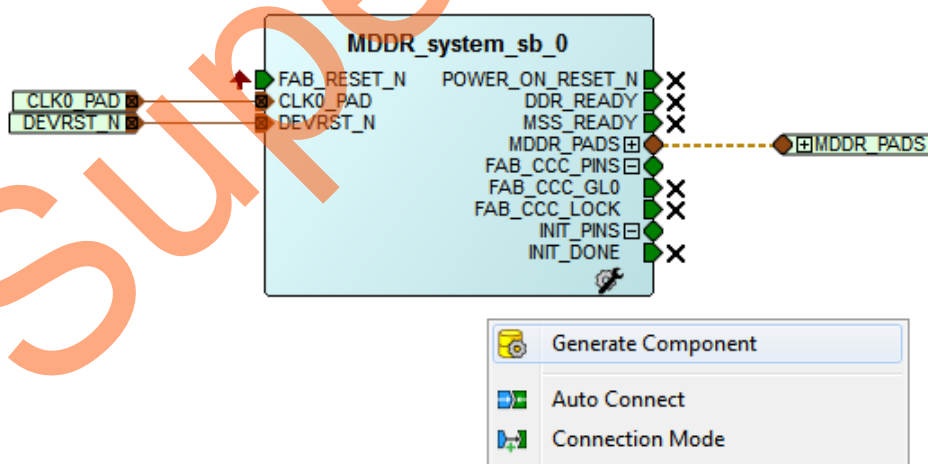 MDDR_system_sb_0
FAB_RESET_N POWER_ON_RESET_N
CLK0_PAD CLK0_PAD DDR_READY
DEVRST_N DEVRST_N MSS_READY
MDDR_PADS MDDR_PADS
FAB_CCC_PINS
FAB_CCC_GL0
FAB_CCC_LOCK
INIT_PINS
INIT_DONE
Generate Component
Auto Connect
Connection Mode
Supe